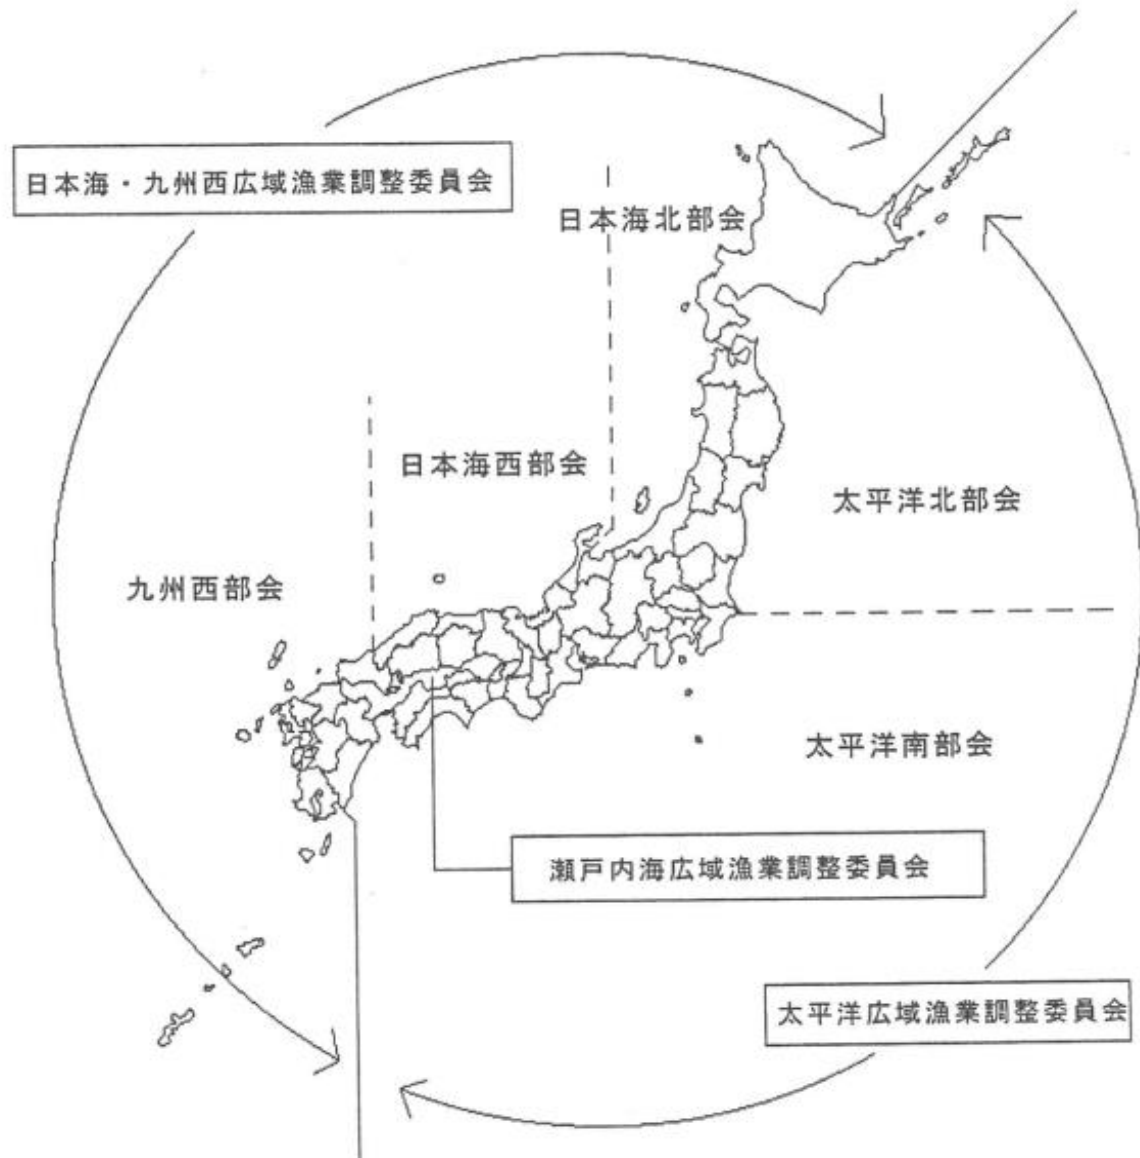 日本海・九州西広域漁業調整委員会
日本海北部会
日本海西部会
太平洋北部会
九州西部会
太平洋南部会
瀬戸内海広域漁業調整委員会
太平洋広域漁業調整委員会